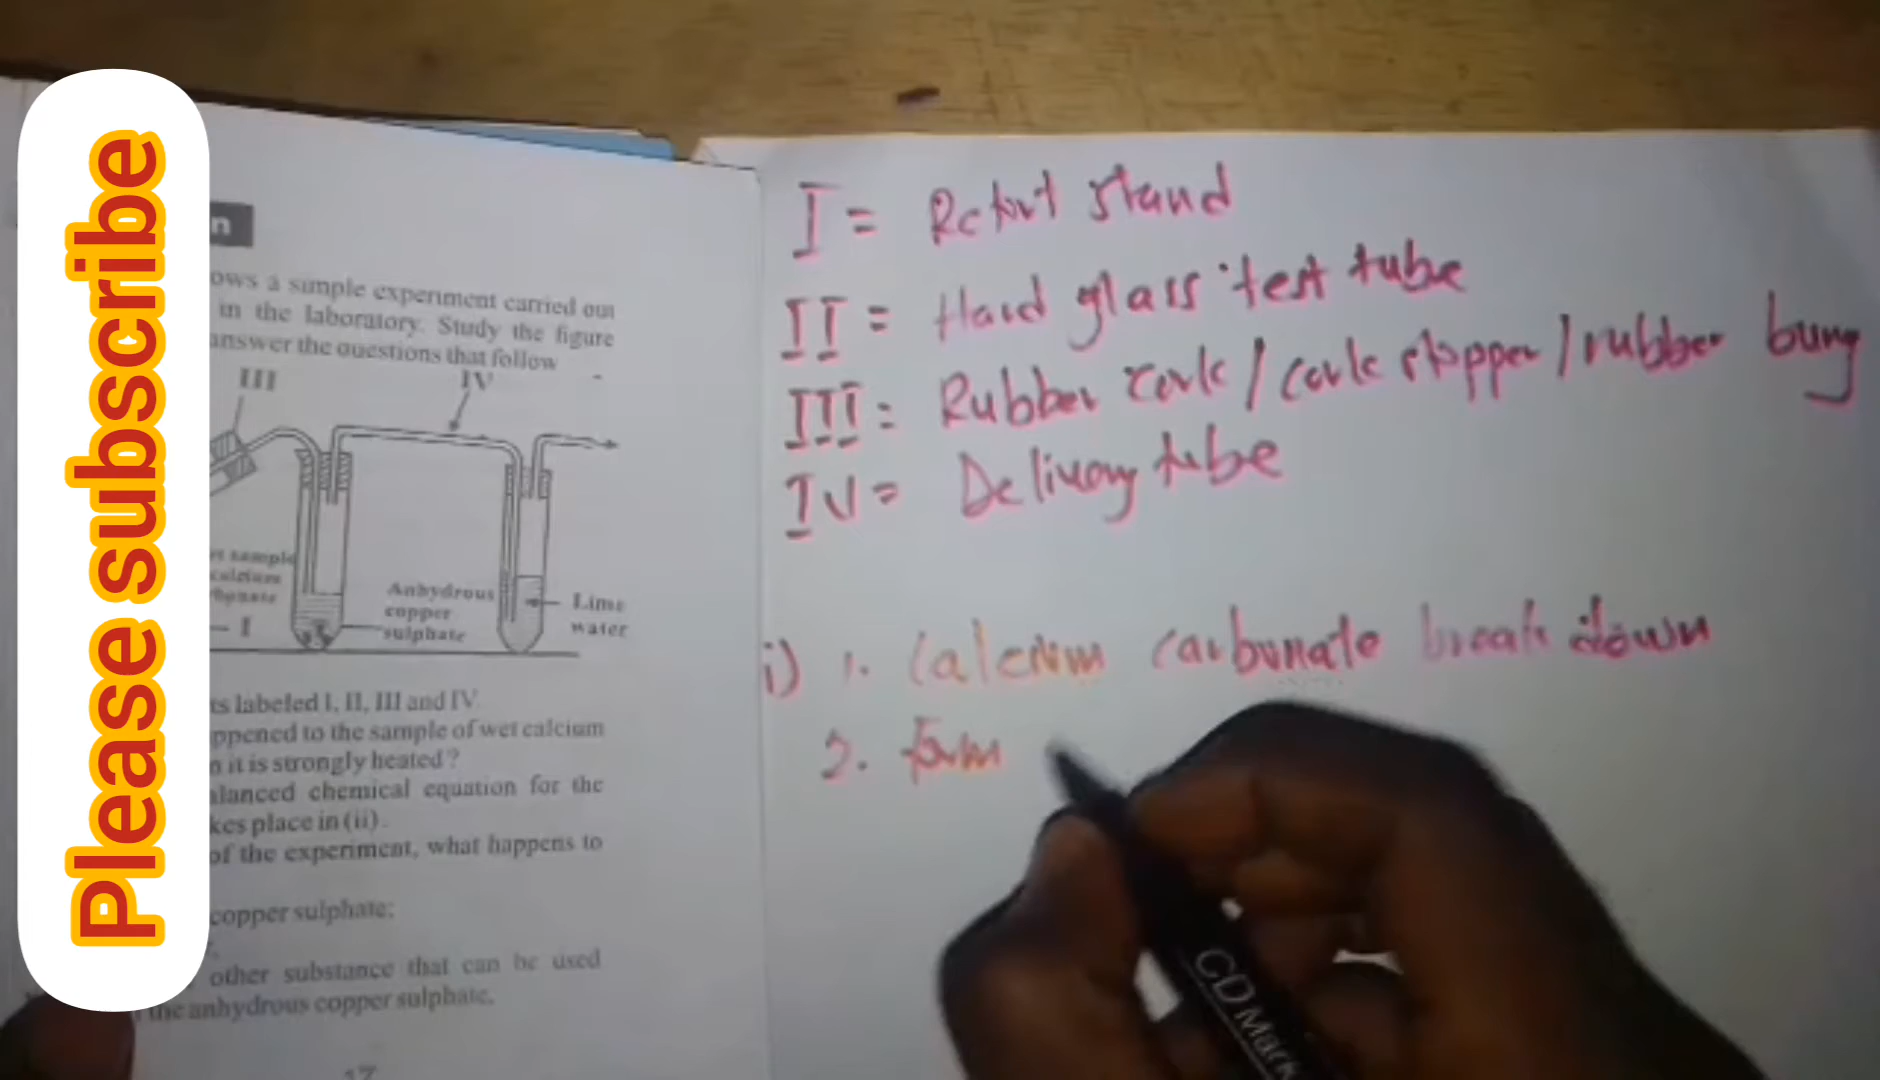 Please subscribe
n
ows a simple experiment carried out
in the laboratory. Study the figure
answer the questions that follow
III
IV
sample
calcium
Anhydrous
copper
sulphate
Lime
water
I
ts labeled I, II, III and IV.
ppened to the sample of wet calcium
n it is strongly heated?
alanced chemical equation for the
kes place in (ii).
of the experiment, what happens to
copper sulphate;
other substance that can be used
the anhydrous copper sulphate.
17
I = Retort stand
II = Hard glass test tube
III = Rubber cork / cork stopper / rubber bung
IV = Delivery tube
i) 1. Calcium carbonate break down
2. form
CD Mark